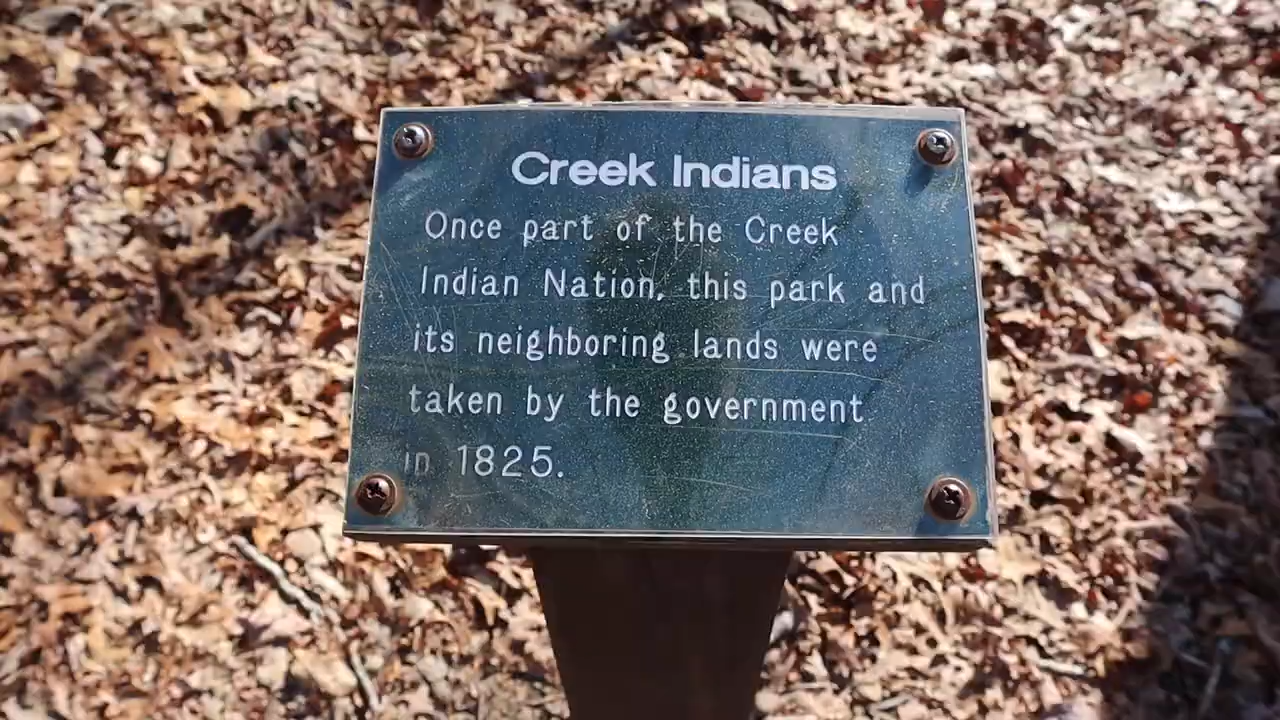 Creek Indians
Once part of the Creek
Indian Nation, this park and
its neighboring lands were
taken by the government
in 1825.